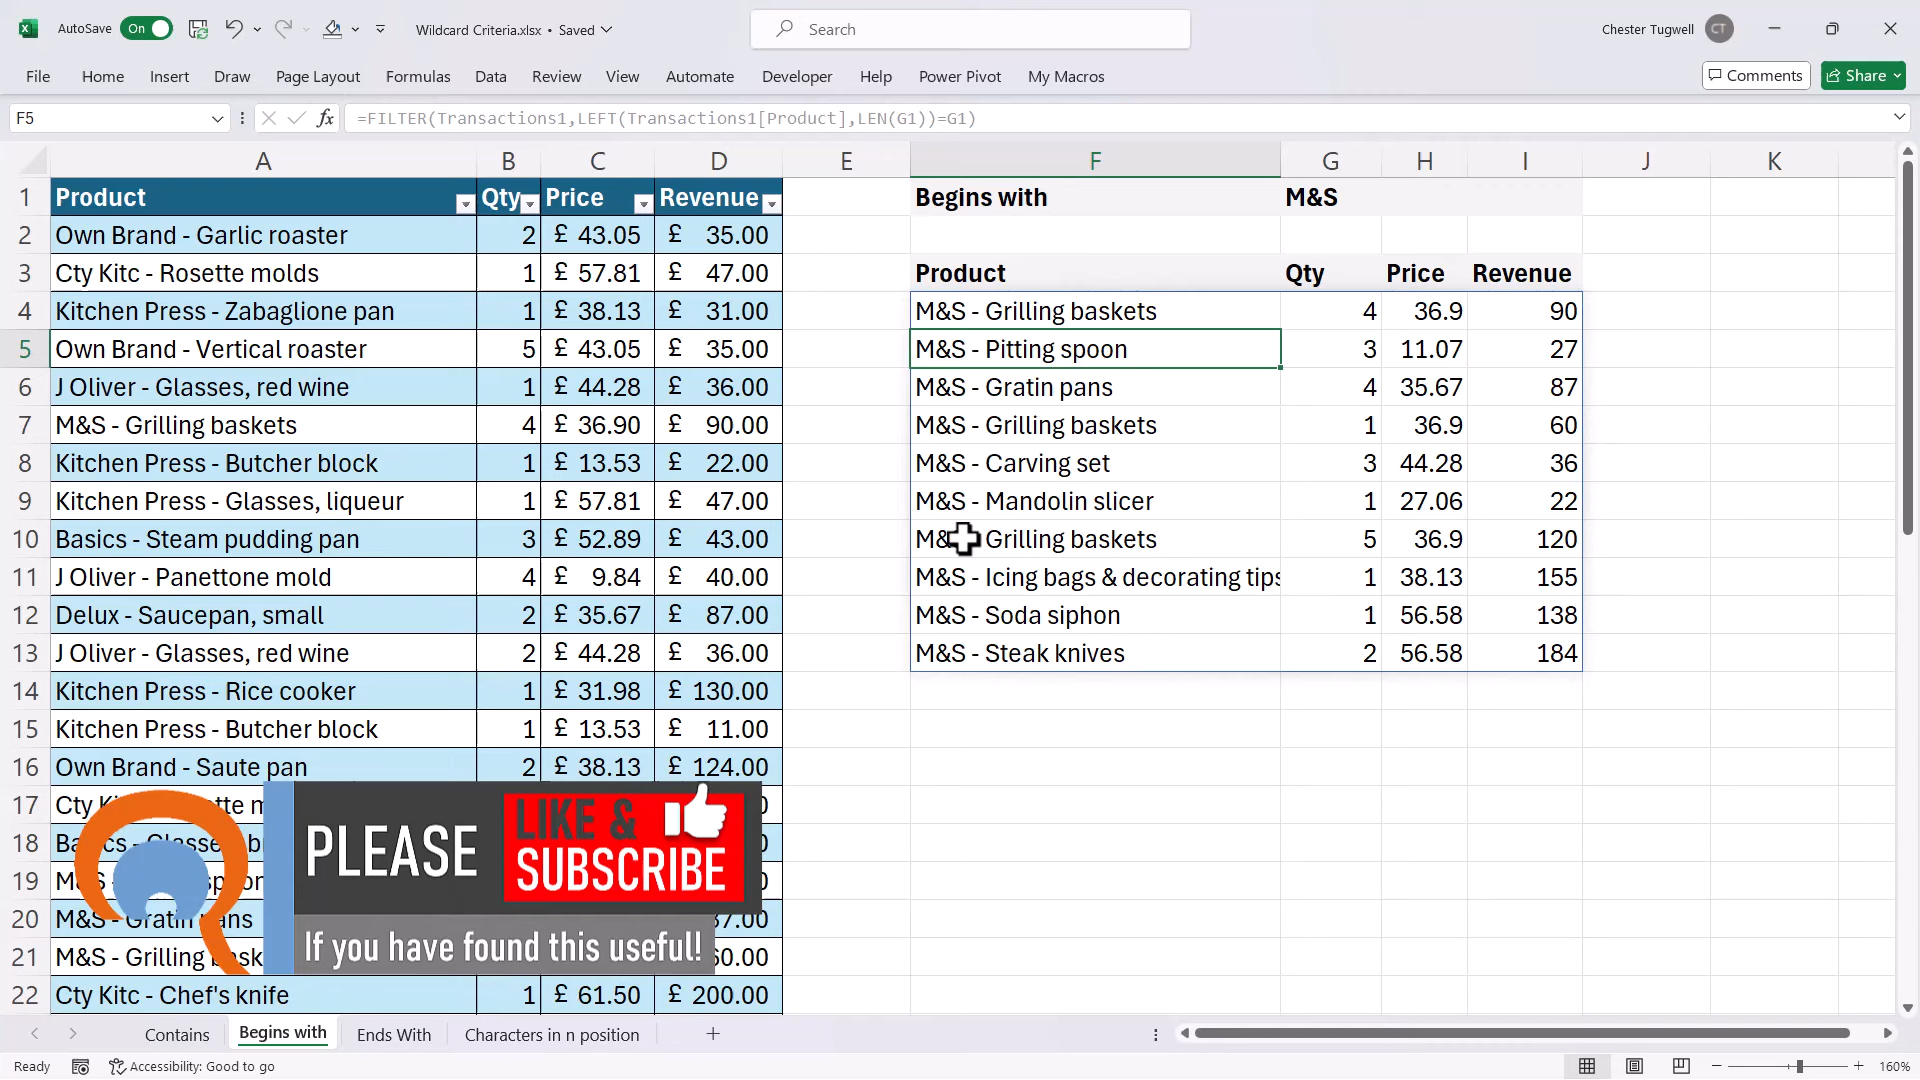 AutoSave On Wildcard Criteria.xlsx • Saved Search Chester Tugwell CT
File Home Insert Draw Page Layout Formulas Data Review View Automate Developer Help Power Pivot My Macros Comments Share
F5 fx =FILTER(Transactions1,LEFT(Transactions1[Product],LEN(G1))=G1)
A B C D E F G H I J K
1 Product Qty Price Revenue Begins with M&S
2 Own Brand - Garlic roaster 2 £ 43.05 £ 35.00
3 Cty Kitc - Rosette molds 1 £ 57.81 £ 47.00 Product Qty Price Revenue
4 Kitchen Press - Zabaglione pan 1 £ 38.13 £ 31.00 M&S - Grilling baskets 4 36.9 90
5 Own Brand - Vertical roaster 5 £ 43.05 £ 35.00 M&S - Pitting spoon 3 11.07 27
6 J Oliver - Glasses, red wine 1 £ 44.28 £ 36.00 M&S - Gratin pans 4 35.67 87
7 M&S - Grilling baskets 4 £ 36.90 £ 90.00 M&S - Grilling baskets 1 36.9 60
8 Kitchen Press - Butcher block 1 £ 13.53 £ 22.00 M&S - Carving set 3 44.28 36
9 Kitchen Press - Glasses, liqueur 1 £ 57.81 £ 47.00 M&S - Mandolin slicer 1 27.06 22
10 Basics - Steam pudding pan 3 £ 52.89 £ 43.00 Grilling baskets 5 36.9 120
11 J Oliver - Panettone mold 4 £ 9.84 £ 40.00 M&S - Icing bags & decorating tips 1 38.13 155
12 Delux - Saucepan, small 2 £ 35.67 £ 87.00 M&S - Soda siphon 1 56.58 138
13 J Oliver - Glasses, red wine 2 £ 44.28 £ 36.00 M&S - Steak knives 2 56.58 184
14 Kitchen Press - Rice cooker 1 £ 31.98 £ 130.00
15 Kitchen Press - Butcher block 1 £ 13.53 £ 11.00
16 Own Brand - Saute pan 2 £ 38.13 £ 124.00
17 Cty
18
19
20 M&S - Gratin
21 M&S - Grilling
22 Cty Kitc - Chef's knife 1 £ 61.50 £ 200.00
PLEASE LIKE & SUBSCRIBE
If you have found this useful!
Contains Begins with Ends With Characters in n position
Ready Accessibility: Good to go 160%